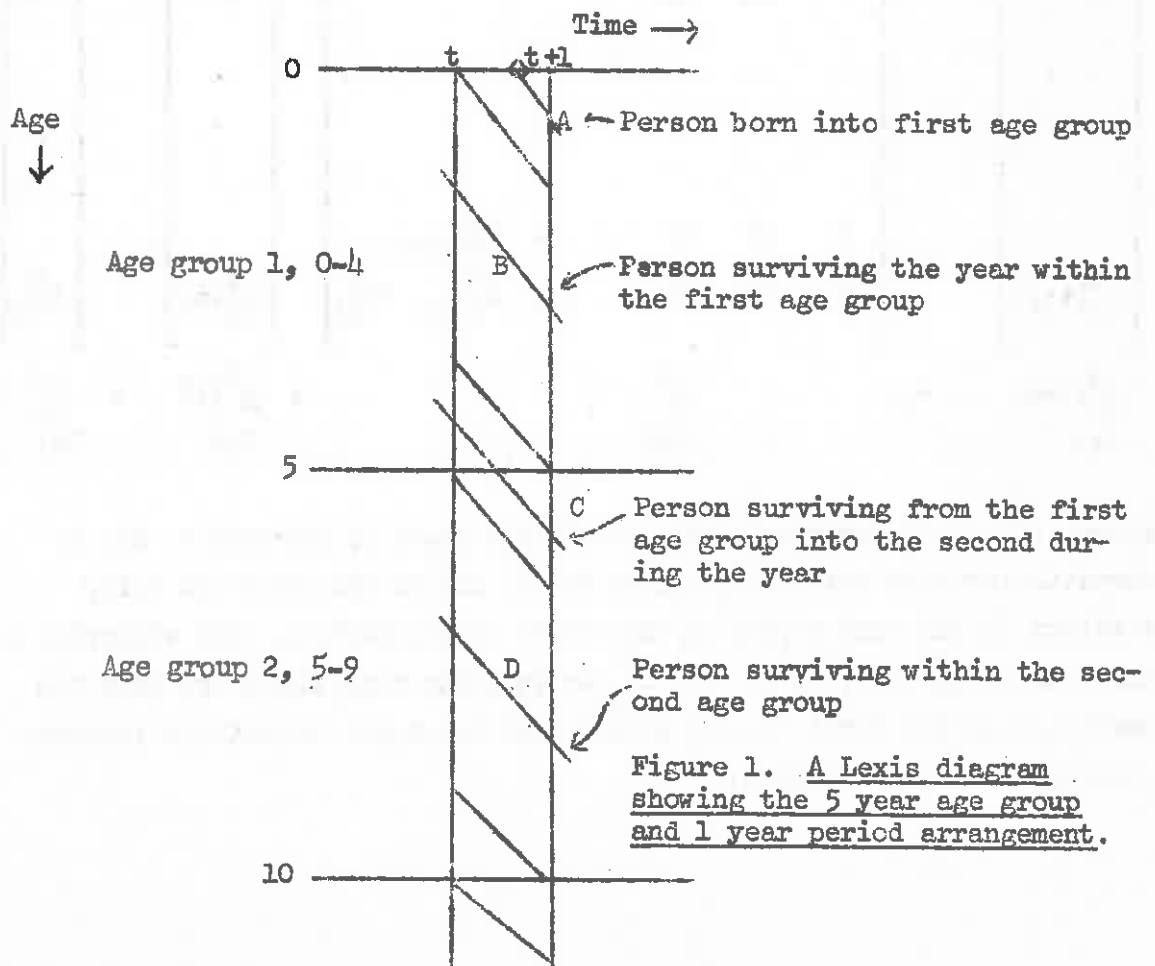 Time →
t t+1
0
Age
↓
A ← Person born into first age group
Age group 1, 0-4
B
Person surviving the year within
the first age group
5
C
Person surviving from the first
age group into the second dur-
ing the year
Age group 2, 5-9
D
Person surviving within the sec-
ond age group
Figure 1. A Lexis diagram
showing the 5 year age group
and 1 year period arrangement.
10